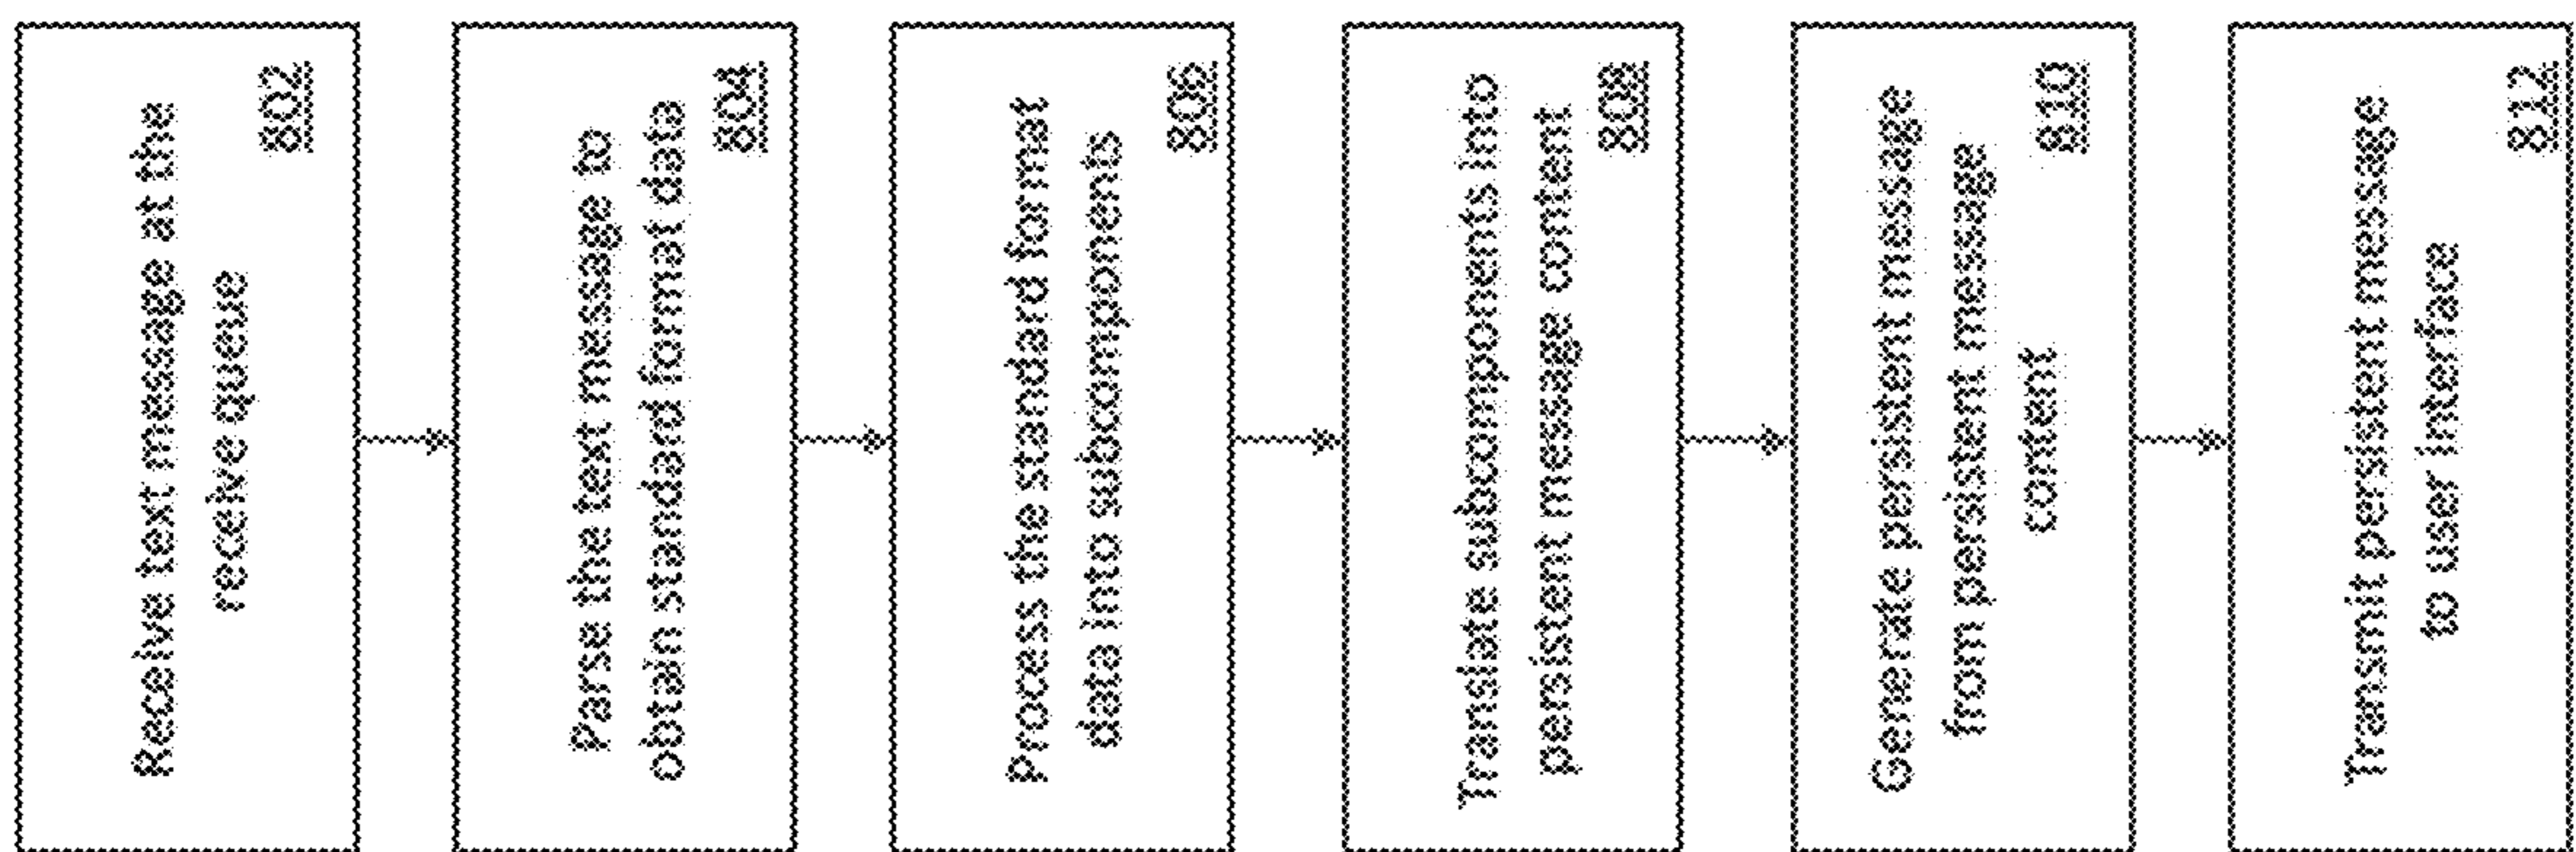 Receive text message at the
receive queue
802
Parse the text message to
obtain standard format data
804
Process the standard format
data into subcomponents
806
Translate subcomponents into
persistent message content
808
Generate persistent message
from persistent message
content
810
Transmit persistent message
to user interface
812